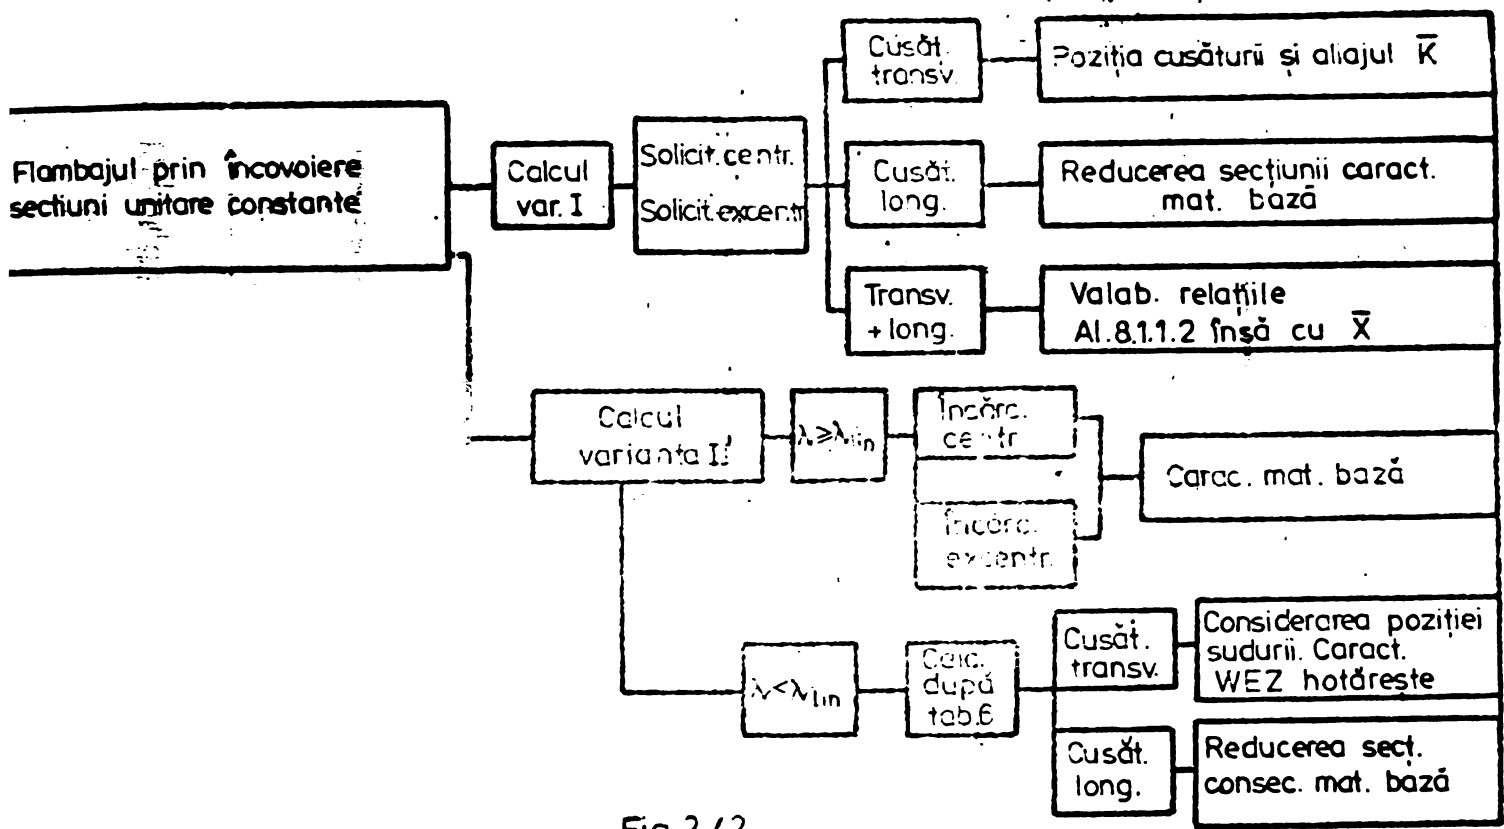 Flambajul prin încovoiere
sectiuni unitare constante
Calcul
var. I
Solicit. centr.
Solicit. excentr
Cusăt.
transv.
Poziția cusăturii și aliajul K̅
Cusăt.
long.
Reducerea secțiunii caract.
mat. bază
Transv.
+ long.
Valab. relațiile
Al.8.1.1.2 însă cu X̅
Calcul
varianta II
λ≥λlin
Încărc.
centr
Încărc.
excentr.
Carac. mat. bază
λ<λlin
Calc.
după
tab.6
Cusăt.
transv.
Considerarea poziției
sudurii. Caract.
WEZ hotărește
Cusăt.
long.
Reducerea secț.
consec. mat. bază
Fig.